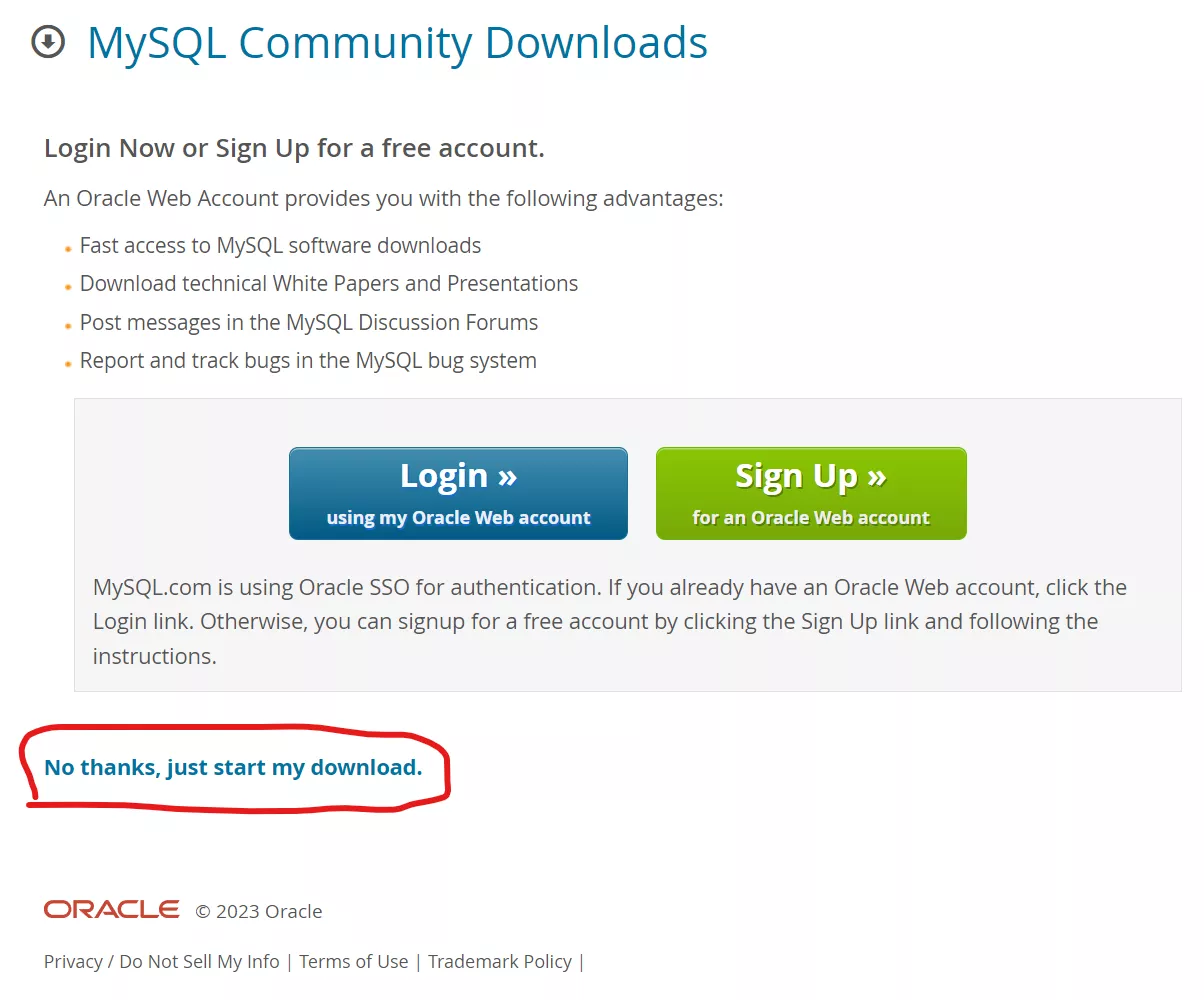 MySQL Community Downloads
Login Now or Sign Up for a free account.
An Oracle Web Account provides you with the following advantages:
Fast access to MySQL software downloads
Download technical White Papers and Presentations
Post messages in the MySQL Discussion Forums
Report and track bugs in the MySQL bug system
Login »
using my Oracle Web account
Sign Up »
for an Oracle Web account
MySQL.com is using Oracle SSO for authentication. If you already have an Oracle Web account, click the
Login link. Otherwise, you can signup for a free account by clicking the Sign Up link and following the
instructions.
No thanks, just start my download.
ORACLE © 2023 Oracle
Privacy / Do Not Sell My Info | Terms of Use | Trademark Policy |